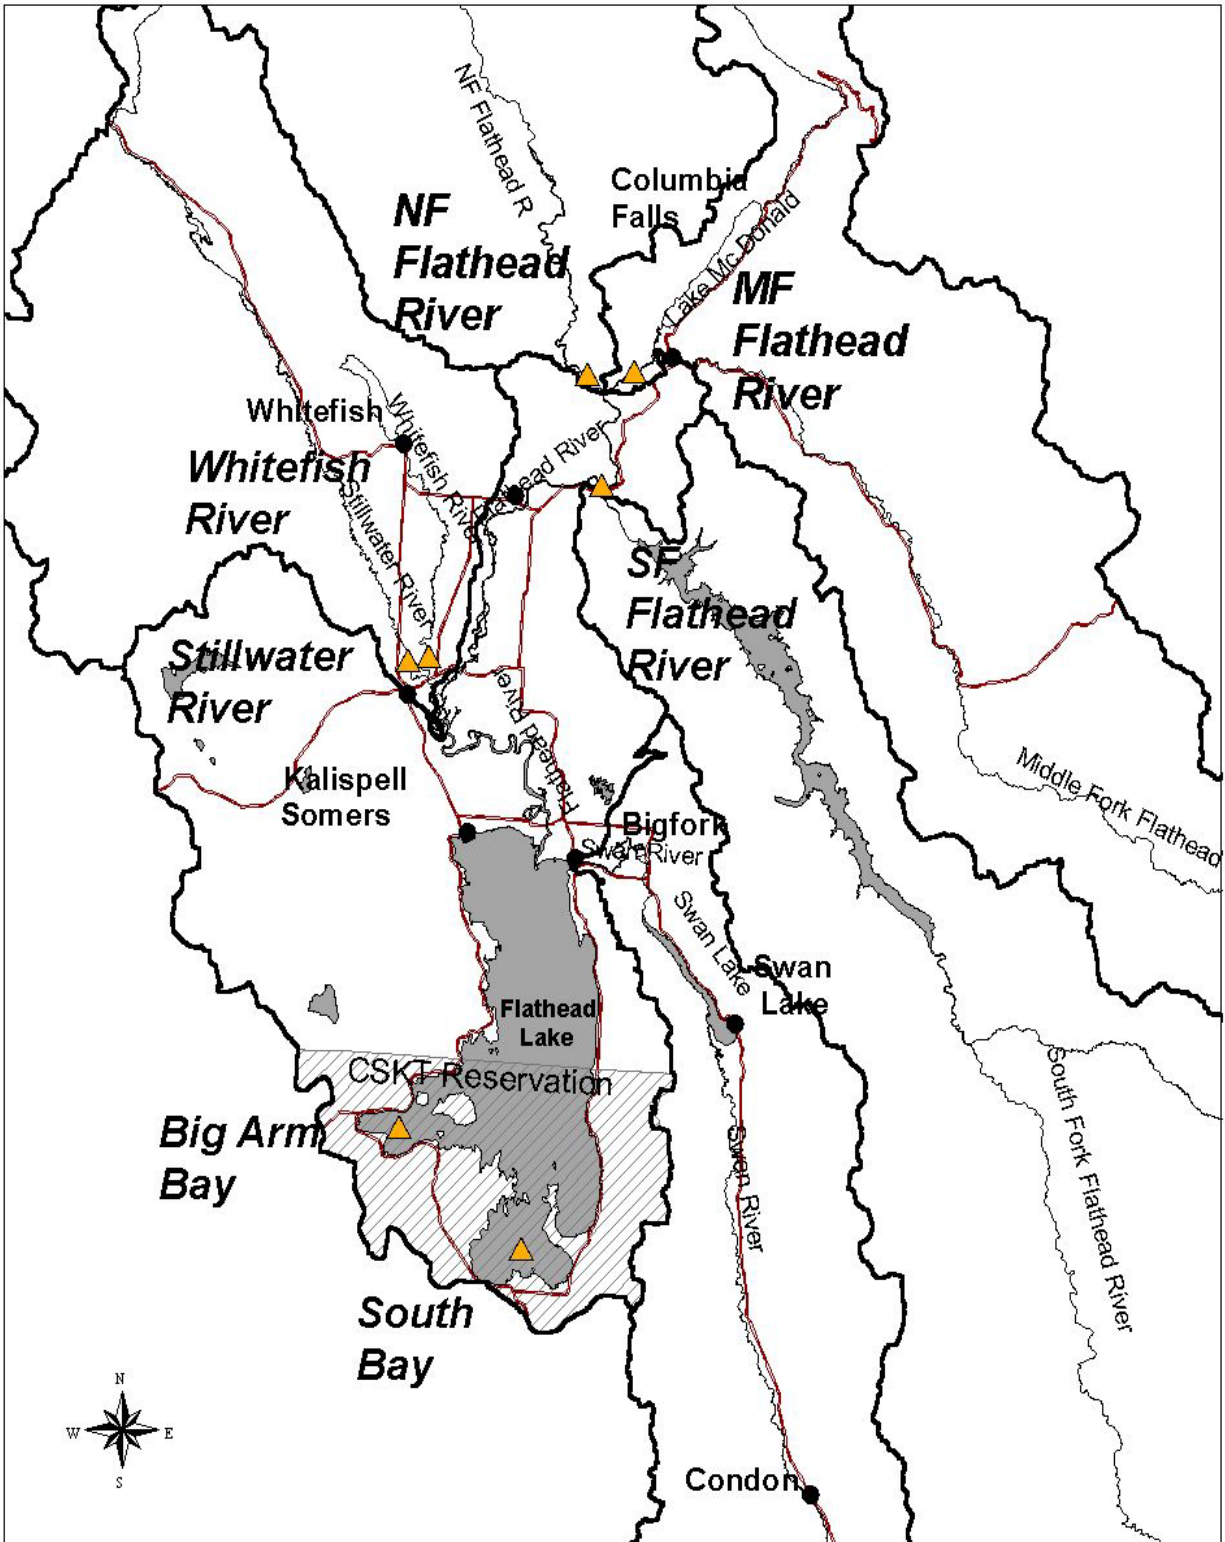 NF Flathead R
Columbia
Falls
NF
Flathead
River
Lake Mc Donald
MF
Flathead
River
Whitefish
Whitefish River
Whitefish
River
Stillwater River
Flathead River
SF
Flathead
River
Stillwater
River
Flathead River
Middle Fork Flathead
Kalispell
Somers
Bigfork
Swan River
Swan Lake
Swan
Lake
Flathead
Lake
CSKT Reservation
South Fork Flathead River
Big Arm
Bay
Swan River
South
Bay
N
W
E
S
Condon